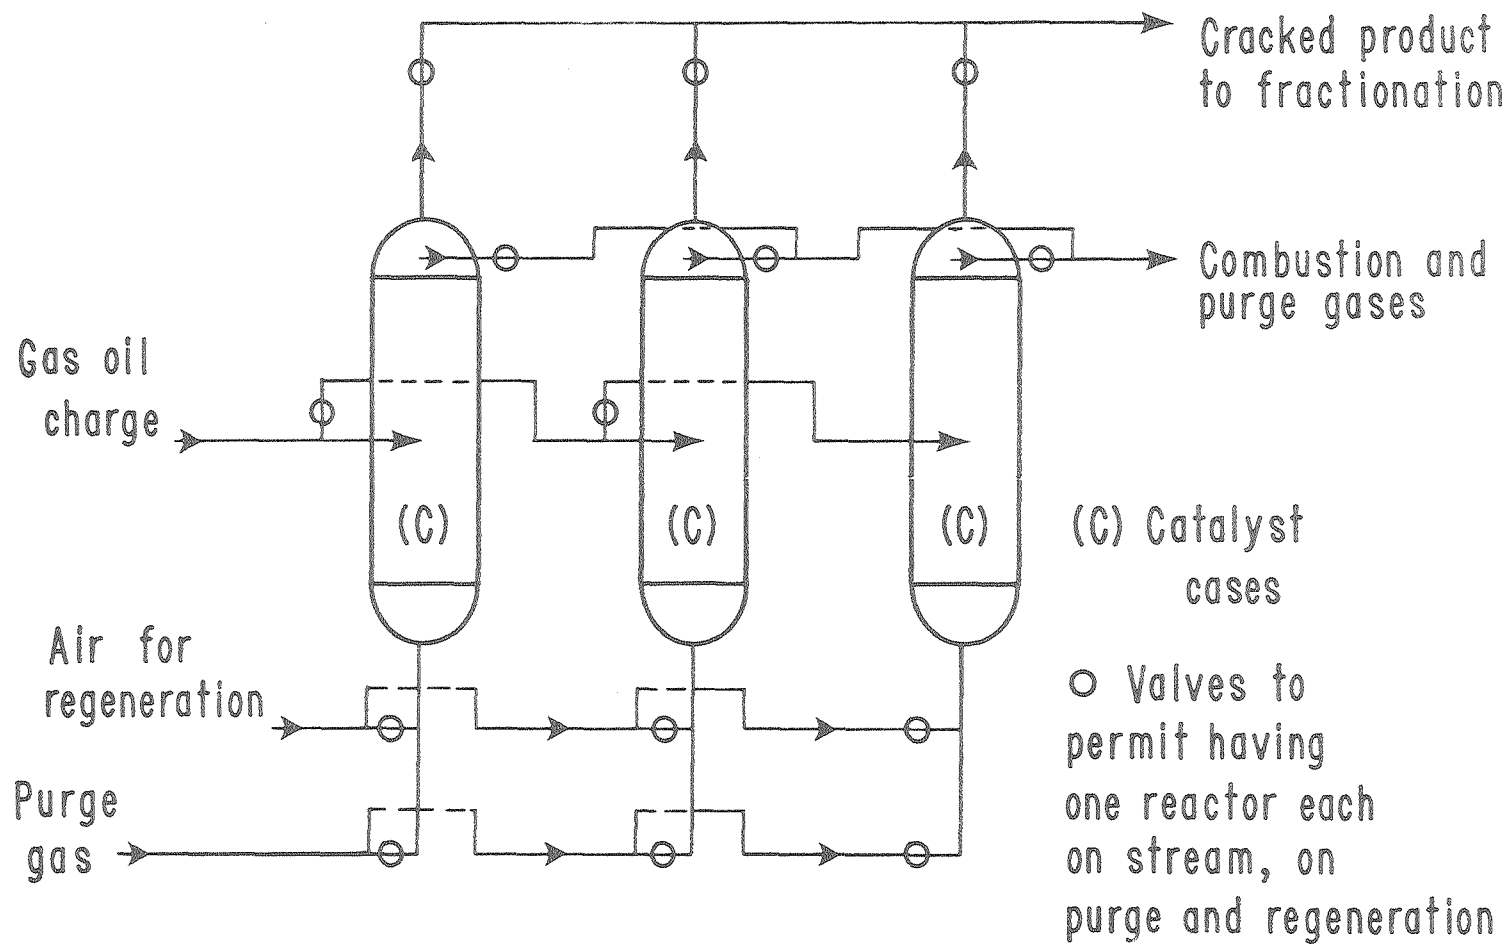 Cracked product
to fractionation
Combustion and
purge gases
Gas oil
charge
(C)
(C)
(C)
(C) Catalyst
cases
Air for
regeneration
Valves to
permit having
one reactor each
on stream, on
purge and regeneration
Purge
gas